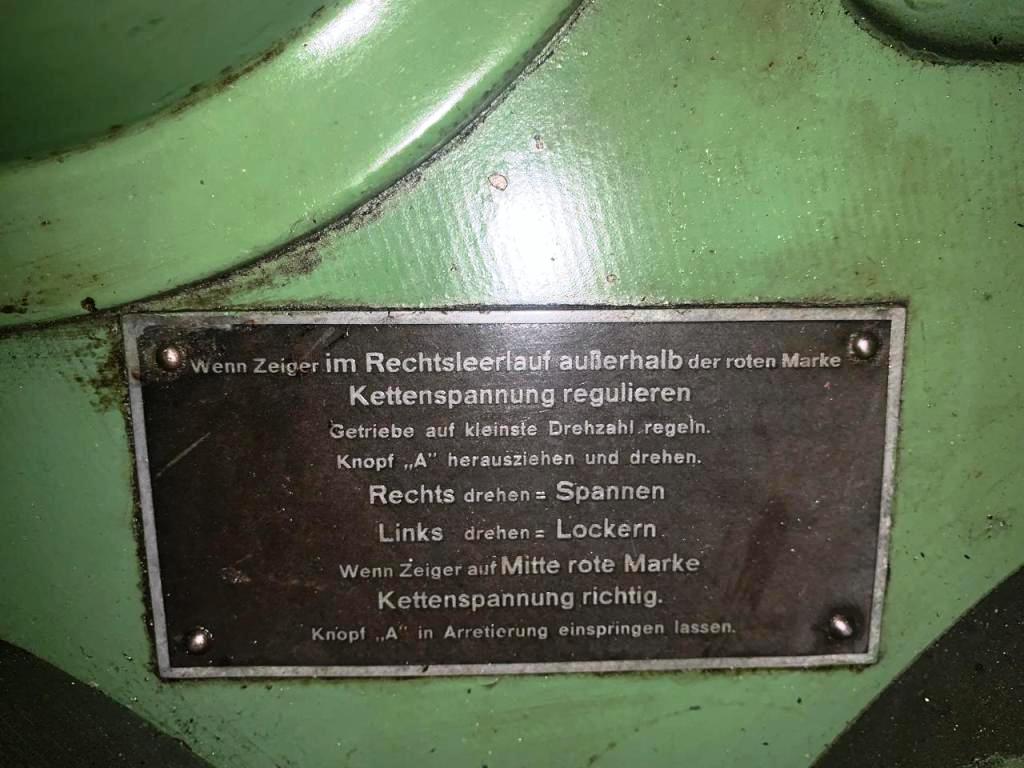 Wenn Zeiger im Rechtsleerlauf außerhalb der roten Marke
Kettenspannung regulieren
Getriebe auf kleinste Drehzahl regeln.
Knopf „A" herausziehen und drehen.
Rechts drehen = Spannen
Links drehen = Lockern
Wenn Zeiger auf Mitte rote Marke
Kettenspannung richtig.
Knopf „A" in Arretierung einspringen lassen.